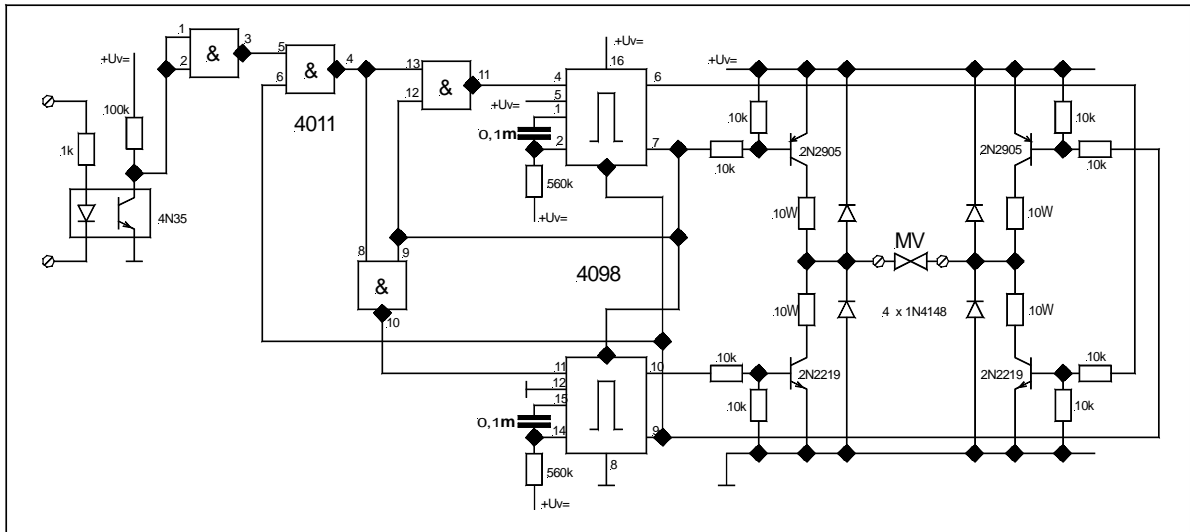 .1
.2
&
.3
.5
.6
&
.4
4011
.13
.12
&
.11
+Uv=
.16
.4
.5
.1
.2
+Uv=
0,1m
.560k
.+Uv=
.6
.7
+Uv=
.100k
.1k
.4N35
.8
.9
&
.10
4098
.11
.12
.15
.14
0,1m
.560k
.+Uv=
.10
.9
.8
+Uv=
.10k
.10k
.2N2905
.10W
.10W
.2N2219
.10k
.10k
MV
.4 x 1N4148
.10k
.10k
.2N2905
.10W
.10W
.2N2219
.10k
.10k